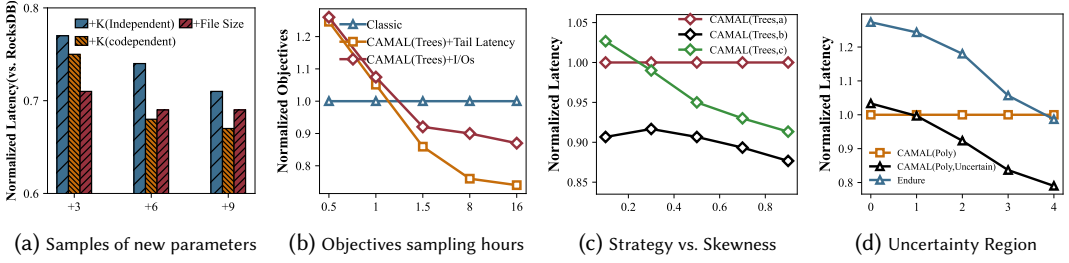 +K(Independent)
+File Size
+K(codependent)
Normalized Latency(vs. RocksDB)
0.8
0.7
0.6
+3
+6
+9
(a) Samples of new parameters
Classic
CAMAL(Trees)+Tail Latency
CAMAL(Trees)+I/Os
Normalized Objectives
1.2
1.0
0.9
0.8
0.5
1
1.5
8
16
(b) Objectives sampling hours
CAMAL(Trees,a)
CAMAL(Trees,b)
CAMAL(Trees,c)
Normalized Latency
1.05
1.00
0.95
0.90
0.85
0.2
0.4
0.6
0.8
(c) Strategy vs. Skewness
Normalized Latency
1.2
1.1
1.0
0.9
0.8
CAMAL(Poly)
CAMAL(Poly,Uncertain)
Endure
0
1
2
3
4
(d) Uncertainty Region